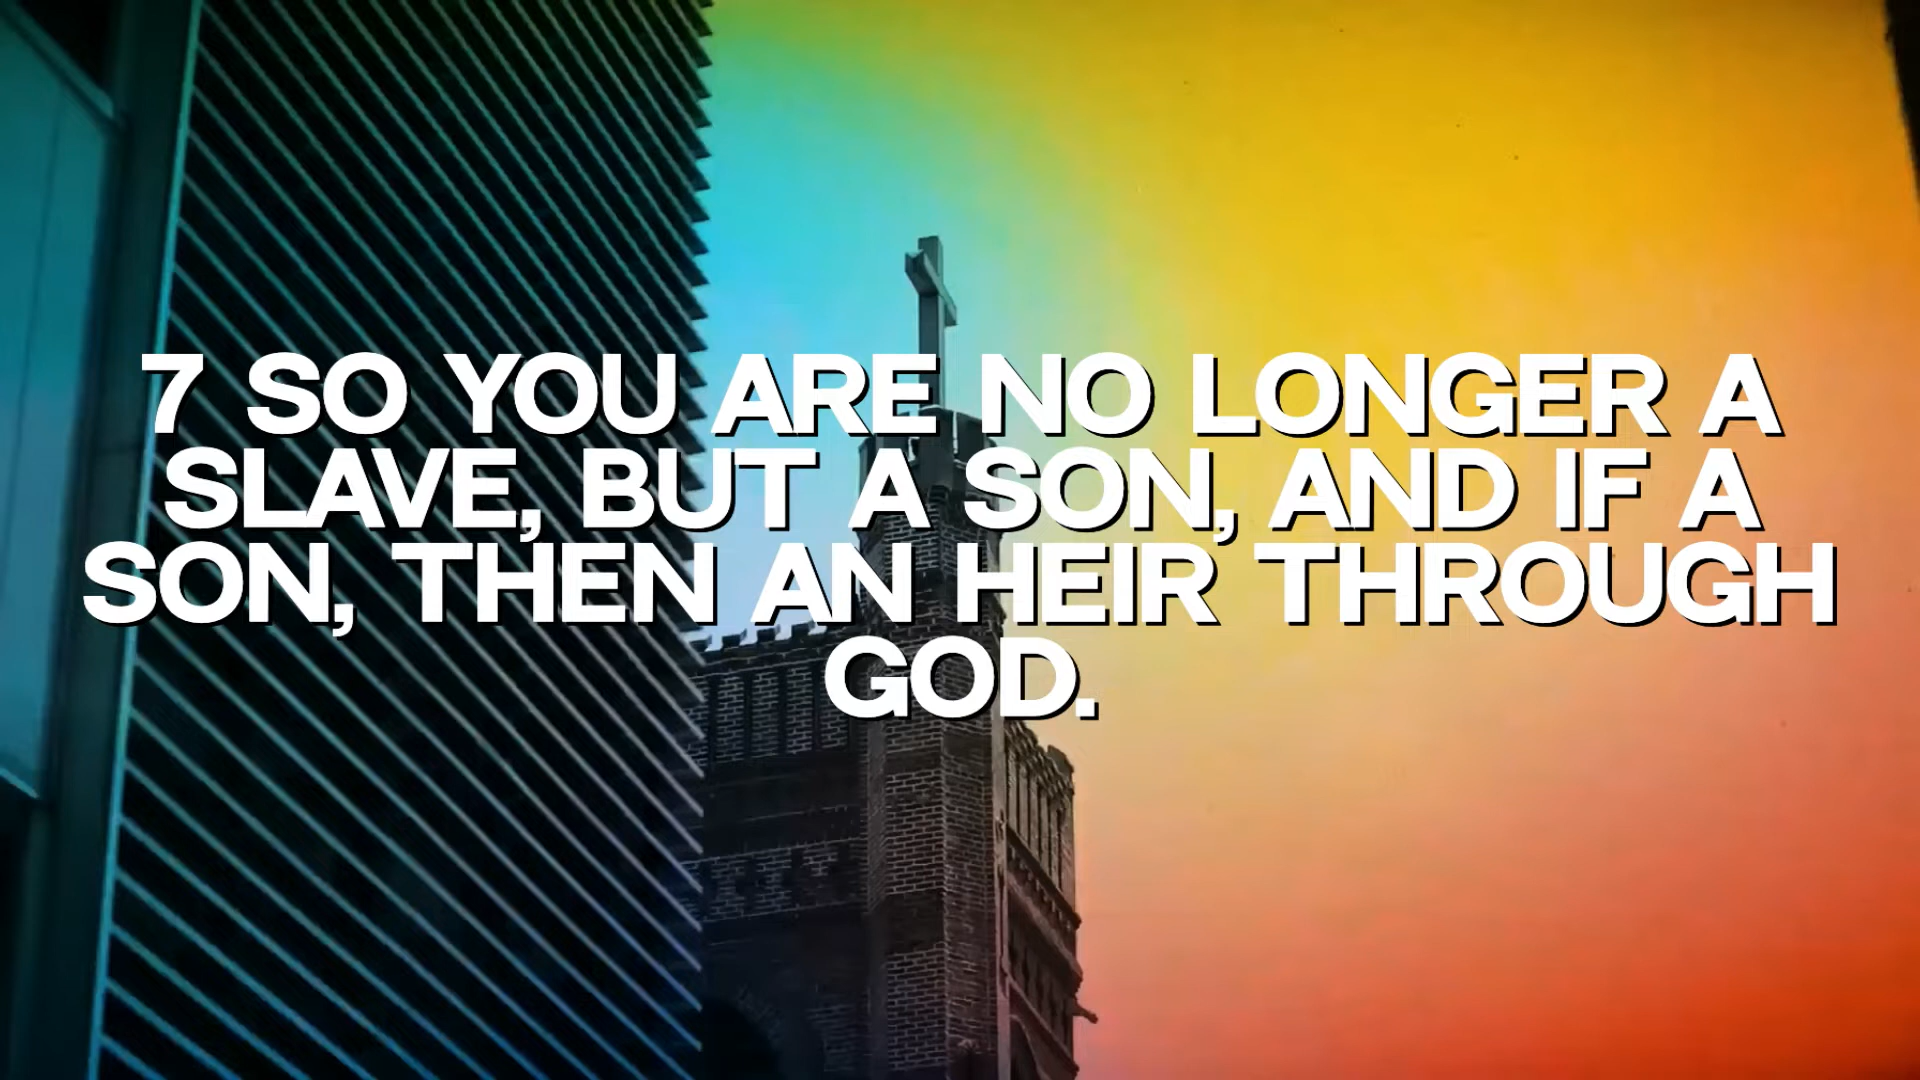 7 SO YOU ARE NO LONGER A
SLAVE, BUT A SON, AND IF A
SON, THEN AN HEIR THROUGH
GOD.